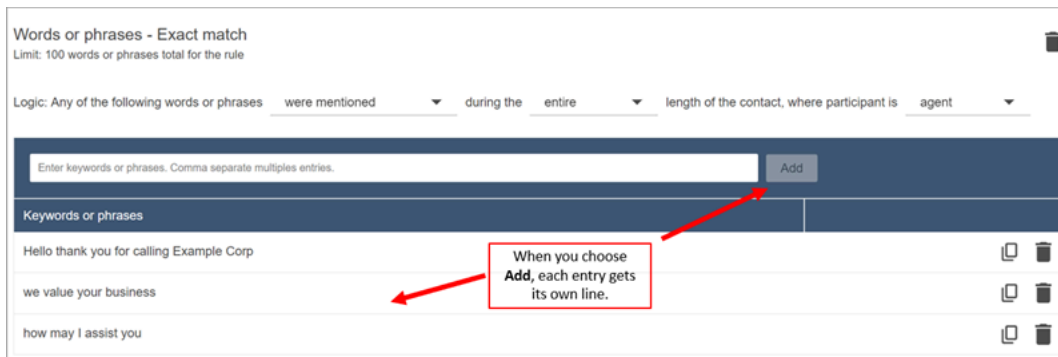 Words or phrases - Exact match
Limit: 100 words or phrases total for the rule
Logic: Any of the following words or phrases were mentioned during the entire length of the contact, where participant is agent
Enter keywords or phrases. Comma separate multiples entries.
Add
Keywords or phrases
Hello thank you for calling Example Corp
When you choose
Add, each entry gets
its own line.
we value your business
how may I assist you